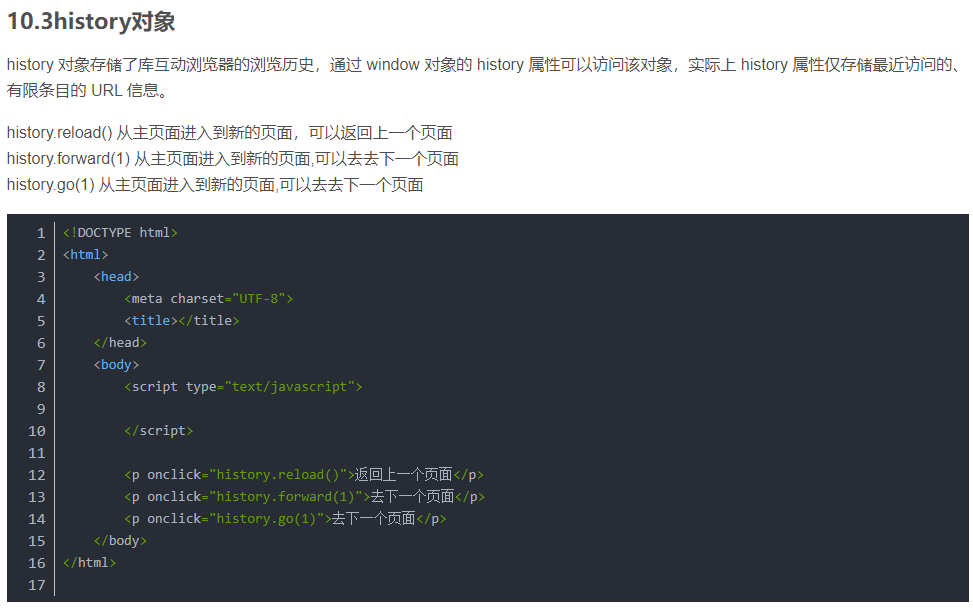 10.3history对象
history 对象存储了库互动浏览器的浏览历史，通过 window 对象的 history 属性可以访问该对象，实际上 history 属性仅存储最近访问的、
有限条目的 URL 信息。
history.reload() 从主页面进入到新的页面，可以返回上一个页面
history.forward(1) 从主页面进入到新的页面,可以去去下一个页面
history.go(1) 从主页面进入到新的页面,可以去去下一个页面
1 <!DOCTYPE html>
2 <html>
3     <head>
4         <meta charset="UTF-8">
5         <title></title>
6     </head>
7     <body>
8         <script type="text/javascript">
9
10         </script>
11
12         <p onclick="history.reload()">返回上一个页面</p>
13         <p onclick="history.forward(1)">去下一个页面</p>
14         <p onclick="history.go(1)">去下一个页面</p>
15     </body>
16 </html>
17